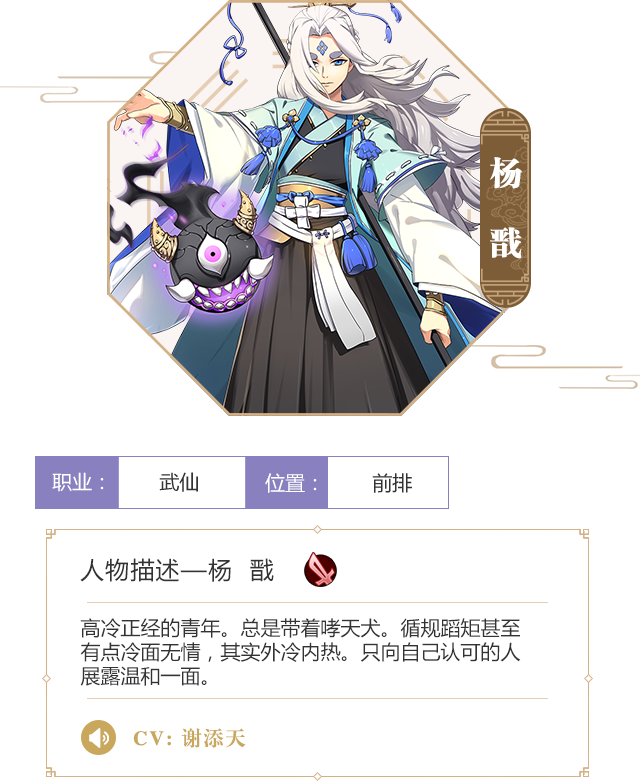 杨戬
职业： 武仙 位置： 前排
人物描述—杨 戬
高冷正经的青年。总是带着哮天犬。循规蹈矩甚至
有点冷面无情，其实外冷内热。只向自己认可的人
展露温和一面。
CV: 谢添天